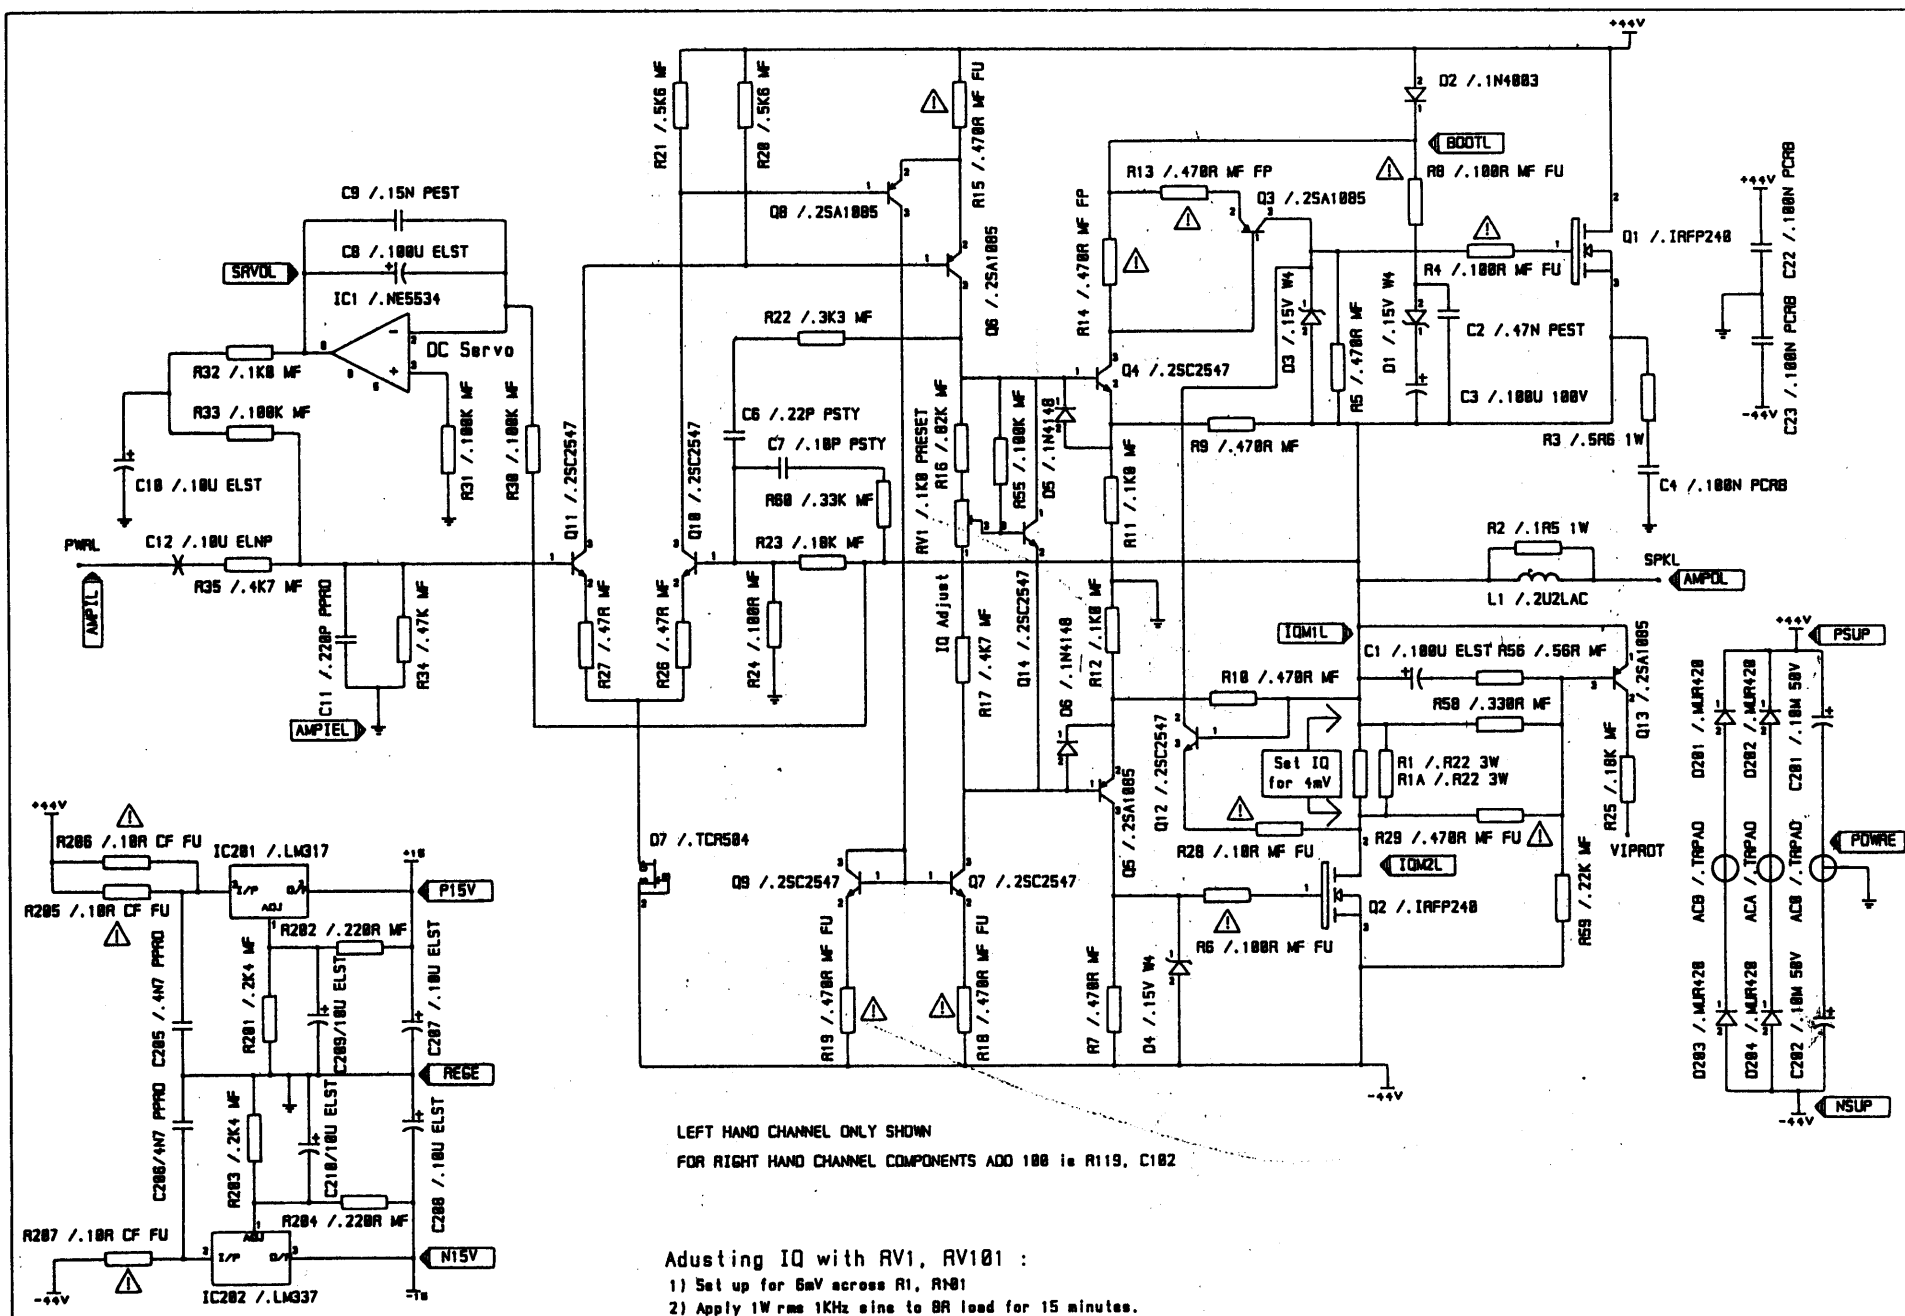 +44V
D2 /.1N4003
BOOTL
R21 /.5K6 MF
R20 /.5K6 MF
R15 /.470R MF FU
R13 /.470R MF FP
Q3 /.2SA1085
R8 /.100R MF FU
C9 /.15N PEST
C8 /.100U ELST
SRVOL
IC1 /.NE5534
DC Servo
Q8 /.2SA1085
Q6 /.2SA1085
R14 /.470R MF FP
R4 /.100R MF FU
Q1 /.IRFP240
+44V
C22 /.100N PCRB
C23 /.100N PCRB
-44V
R22 /.3K3 MF
D3 /.15V W4
R5 /.470R MF
D1 /.15V W4
C2 /.47N PEST
C3 /.100U 100V
R32 /.1K0 MF
R33 /.100K MF
C10 /.10U ELST
R31 /.100K MF
R30 /.100K MF
Q4 /.2SC2547
C6 /.22P PSTY
C7 /.10P PSTY
R60 /.33K MF
R16 /.82K MF
RV1 /.1K0 PRESET
R55 /.100K MF
D5 /.1N4148
R9 /.470R MF
R11 /.1K0 MF
R3 /.5R6 1W
C4 /.100N PCRB
PWRL
AMPIL
C12 /.10U ELNP
R35 /.4K7 MF
Q11 /.2SC2547
Q10 /.2SC2547
R23 /.10K MF
R2 /.1R5 1W
SPKL
AMPOL
L1 /.2U2LAC
C11 /.220P PPRO
R34 /.47K MF
AMPIEL
R27 /.47R MF
R26 /.47R MF
R24 /.100R MF
IQ Adjust
R17 /.4K7 MF
Q14 /.2SC2547
D6 /.1N4148
R12 /.1K0 MF
IQM1L
C1 /.100U ELST
R56 /.56R MF
R10 /.470R MF
R58 /.330R MF
Q13 /.2SA1085
Q12 /.2SC2547
Set IQ
for 4mV
R1 /.R22 3W
R1A /.R22 3W
R25 /.10K MF
VIPROT
Q5 /.2SA1085
R28 /.10R MF FU
R29 /.470R MF FU
IQM2L
R59 /.22K MF
+44V
PSUP
D201 /.MUR420
D202 /.MUR420
C201 /.10M 50V
ACB /.TRPAD
ACA /.TRPAD
AC0 /.TRPAD
POWRE
D203 /.MUR420
D204 /.MUR420
C202 /.10M 50V
-44V
NSUP
D7 /.TCR504
Q9 /.2SC2547
Q7 /.2SC2547
R6 /.100R MF FU
Q2 /.IRFP240
R19 /.470R MF FU
R18 /.470R MF FU
R7 /.470R MF
D4 /.15V W4
-44V
+44V
R206 /.10R CF FU
R205 /.10R CF FU
IC201 /.LM317
I/P
O/P
ADJ
+15
P15V
R202 /.220R MF
C205 /.4N7 PPRO
R201 /.2K4 MF
C209/10U ELST
C207 /.10U ELST
REGE
C206/4N7 PPRO
R203 /.2K4 MF
C210/10U ELST
C208 /.10U ELST
R204 /.220R MF
R207 /.10R CF FU
ADJ
I/P
O/P
N15V
-15
-44V
IC202 /.LM337
LEFT HAND CHANNEL ONLY SHOWN
FOR RIGHT HAND CHANNEL COMPONENTS ADD 100 ie R119, C102
Adusting IQ with RV1, RV101 :
1) Set up for 6mV across R1, R101
2) Apply 1W rms 1KHz sine to 8R load for 15 minutes.